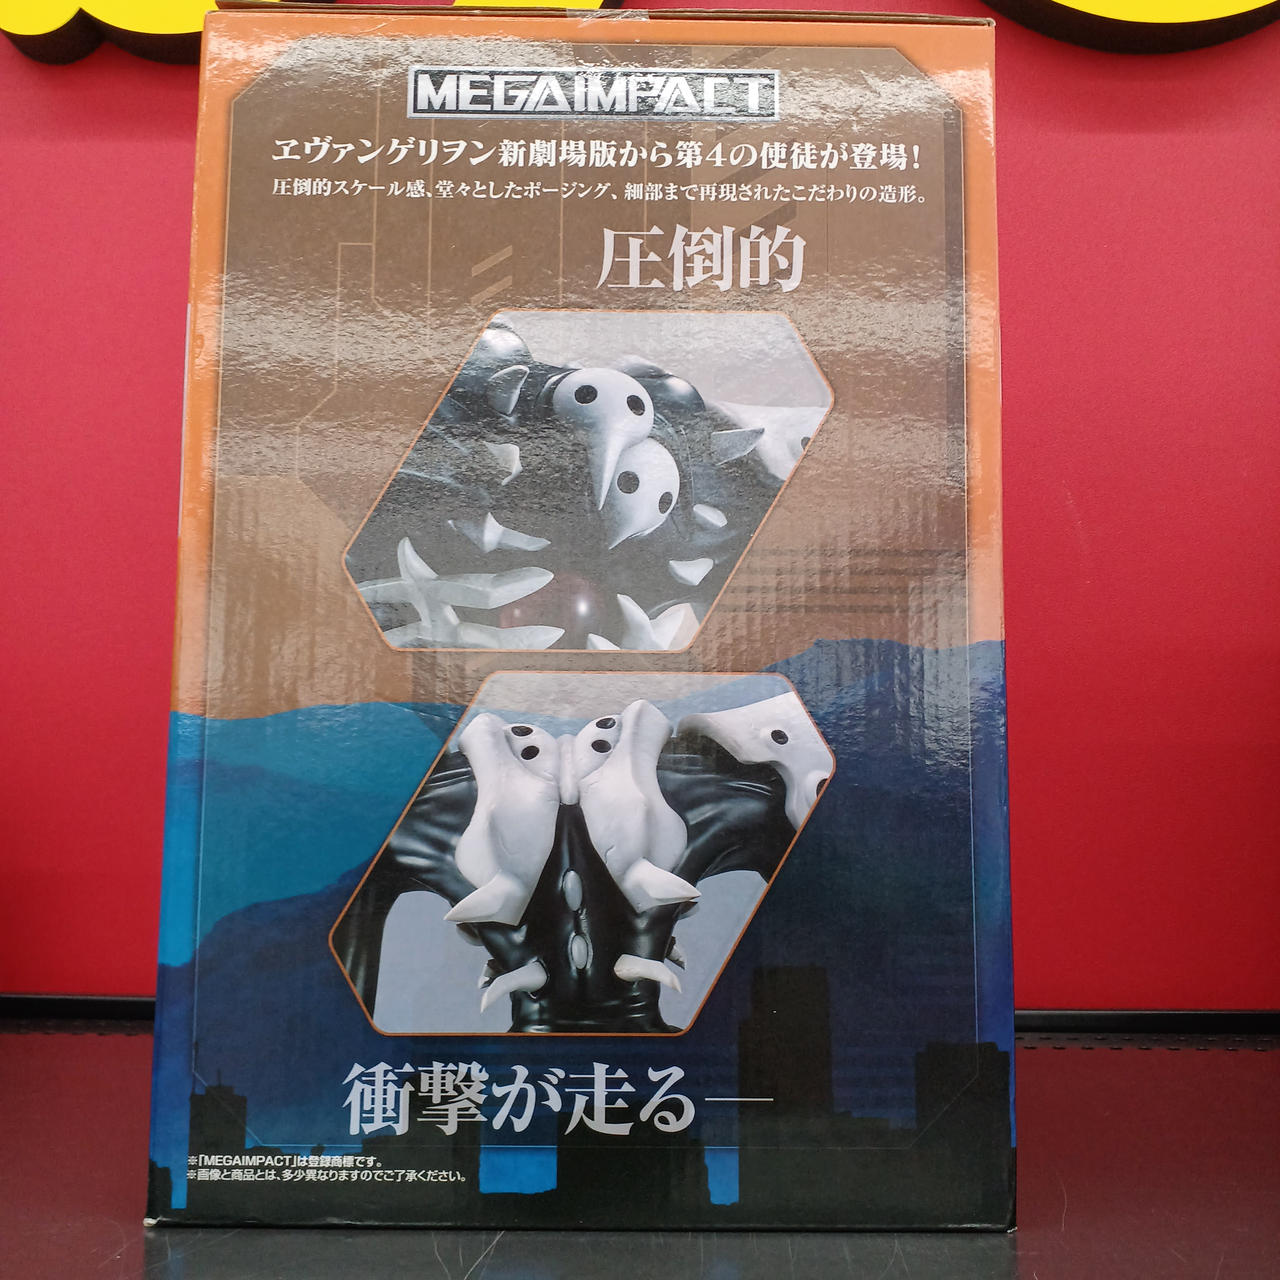 MEGAIMPACT
ヱヴァンゲリヲン新劇場版から第4の使徒が登場!
圧倒的スケール感、堂々としたポージング、細部まで再現されたこだわりの造形。
圧倒的
衝撃が走る—
※「MEGAIMPACT」は登録商標です。
※画像と商品とは、多少異なりますのでご了承ください。